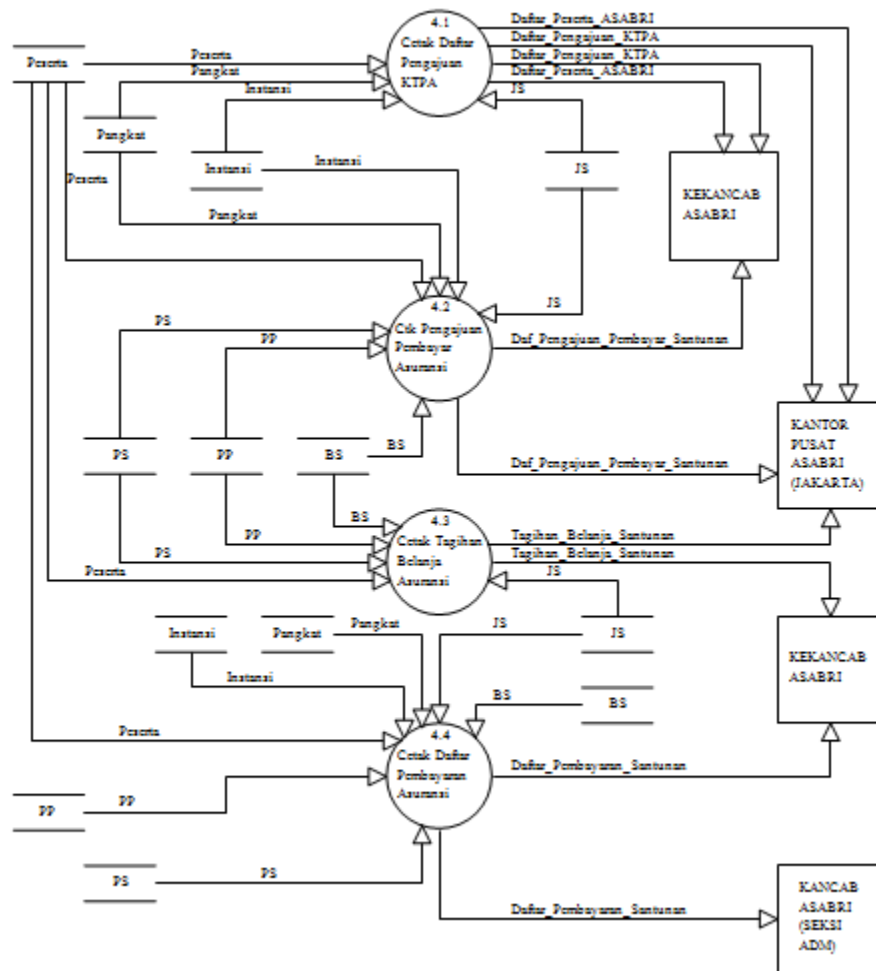 4.1
Cetak Daftar
Pengajuan
KTPA
Daftar_Peserta_ASABRI
Daftar_Pengajuan_KTPA
Daftar_Pengajuan_KTPA
Daftar_Peserta_ASABRI
Peserta
Peserta
Pangkat
Instansi
JS
Pangkat
Instansi
Instansi
JS
KEKANCAB
ASABRI
Peserta
Pangkat
4.2
Ctk Pengajuan
Pembayar
Asuransi
JS
PS
PP
Daf_Pengajuan_Pembayar_Santunan
KANTOR
PUSAT
ASABRI
(JAKARTA)
PS
PP
BS
BS
Daf_Pengajuan_Pembayar_Santunan
4.3
Cetak Tagihan
Belanja
Asuransi
BS
PP
PS
Peserta
Tagihan_Belanja_Santunan
Tagihan_Belanja_Santunan
JS
Instansi
Pangkat
Pangkat
JS
JS
KEKANCAB
ASABRI
Instansi
BS
BS
Peserta
4.4
Cetak Daftar
Pembayaran
Asuransi
Daftar_Pembayaran_Santunan
PP
PP
PS
PS
Daftar_Pembayaran_Santunan
KANCAB
ASABRI
(SEKSI
ADM)